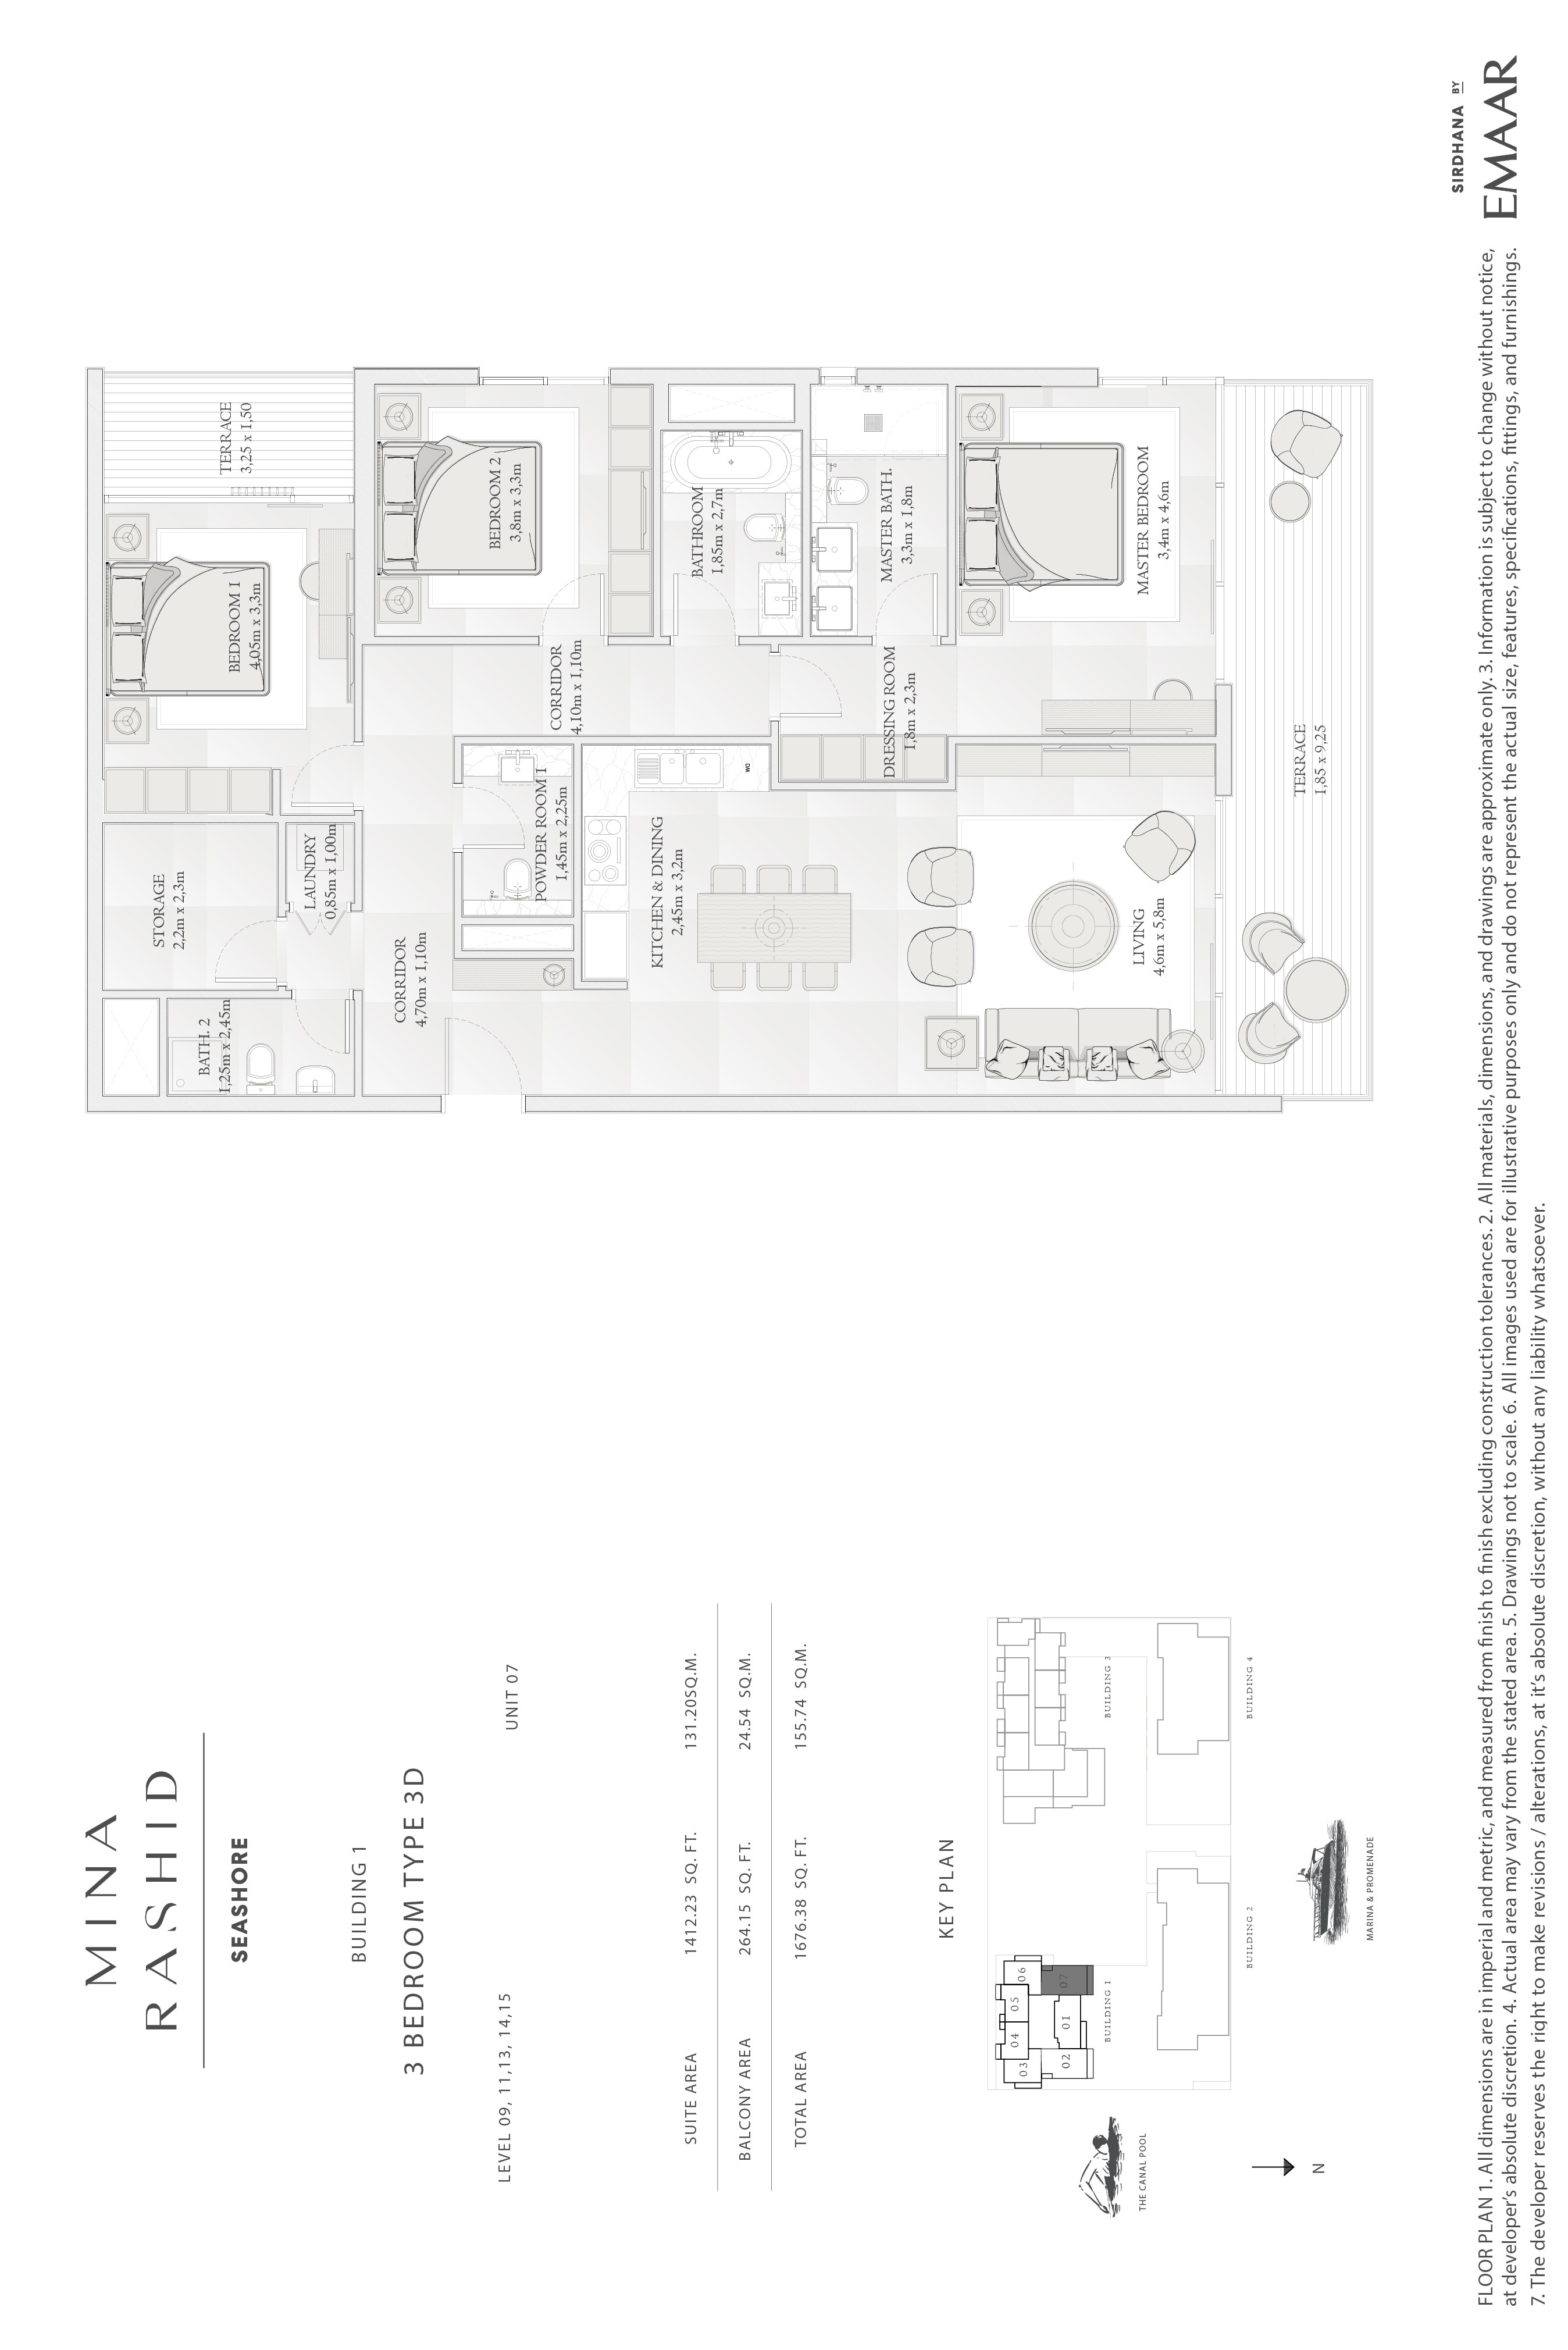 MINA
RASHID
SEASHORE
BUILDING 1
3 BEDROOM TYPE 3D
LEVEL 09, 11,13, 14,15 UNIT 07
SUITE AREA 1412.23 SQ. FT. 131.20SQ.M.
BALCONY AREA 264.15 SQ. FT. 24.54 SQ.M.
TOTAL AREA 1676.38 SQ. FT. 155.74 SQ.M.
KEY PLAN
03
04
05
06
02
01
07
BUILDING 1
BUILDING 3
BUILDING 2
BUILDING 4
THE CANAL POOL
MARINA & PROMENADE
N
BATH. 2
1,25m x 2,45m
STORAGE
2,2m x 2,3m
LAUNDRY
0,85m x 1,00m
BEDROOM 1
4,05m x 3,3m
TERRACE
3,25 x 1,50
CORRIDOR
4,70m x 1,10m
POWDER ROOM 1
1,45m x 2,25m
CORRIDOR
4,10m x 1,10m
BEDROOM 2
3,8m x 3,3m
KITCHEN & DINING
2,45m x 3,2m
MO
BATHROOM
1,85m x 2,7m
DRESSING ROOM
1,8m x 2,3m
MASTER BATH.
3,3m x 1,8m
LIVING
4,6m x 5,8m
MASTER BEDROOM
3,4m x 4,6m
TERRACE
1,85 x 9,25
FLOOR PLAN 1. All dimensions are in imperial and metric, and measured from finish to finish excluding construction tolerances. 2. All materials, dimensions, and drawings are approximate only. 3. Information is subject to change without notice,
at developer's absolute discretion. 4. Actual area may vary from the stated area. 5. Drawings not to scale. 6. All images used are for illustrative purposes only and do not represent the actual size, features, specifications, fittings, and furnishings.
7. The developer reserves the right to make revisions / alterations, at it's absolute discretion, without any liability whatsoever.
SIRDHANA BY
EMAAR